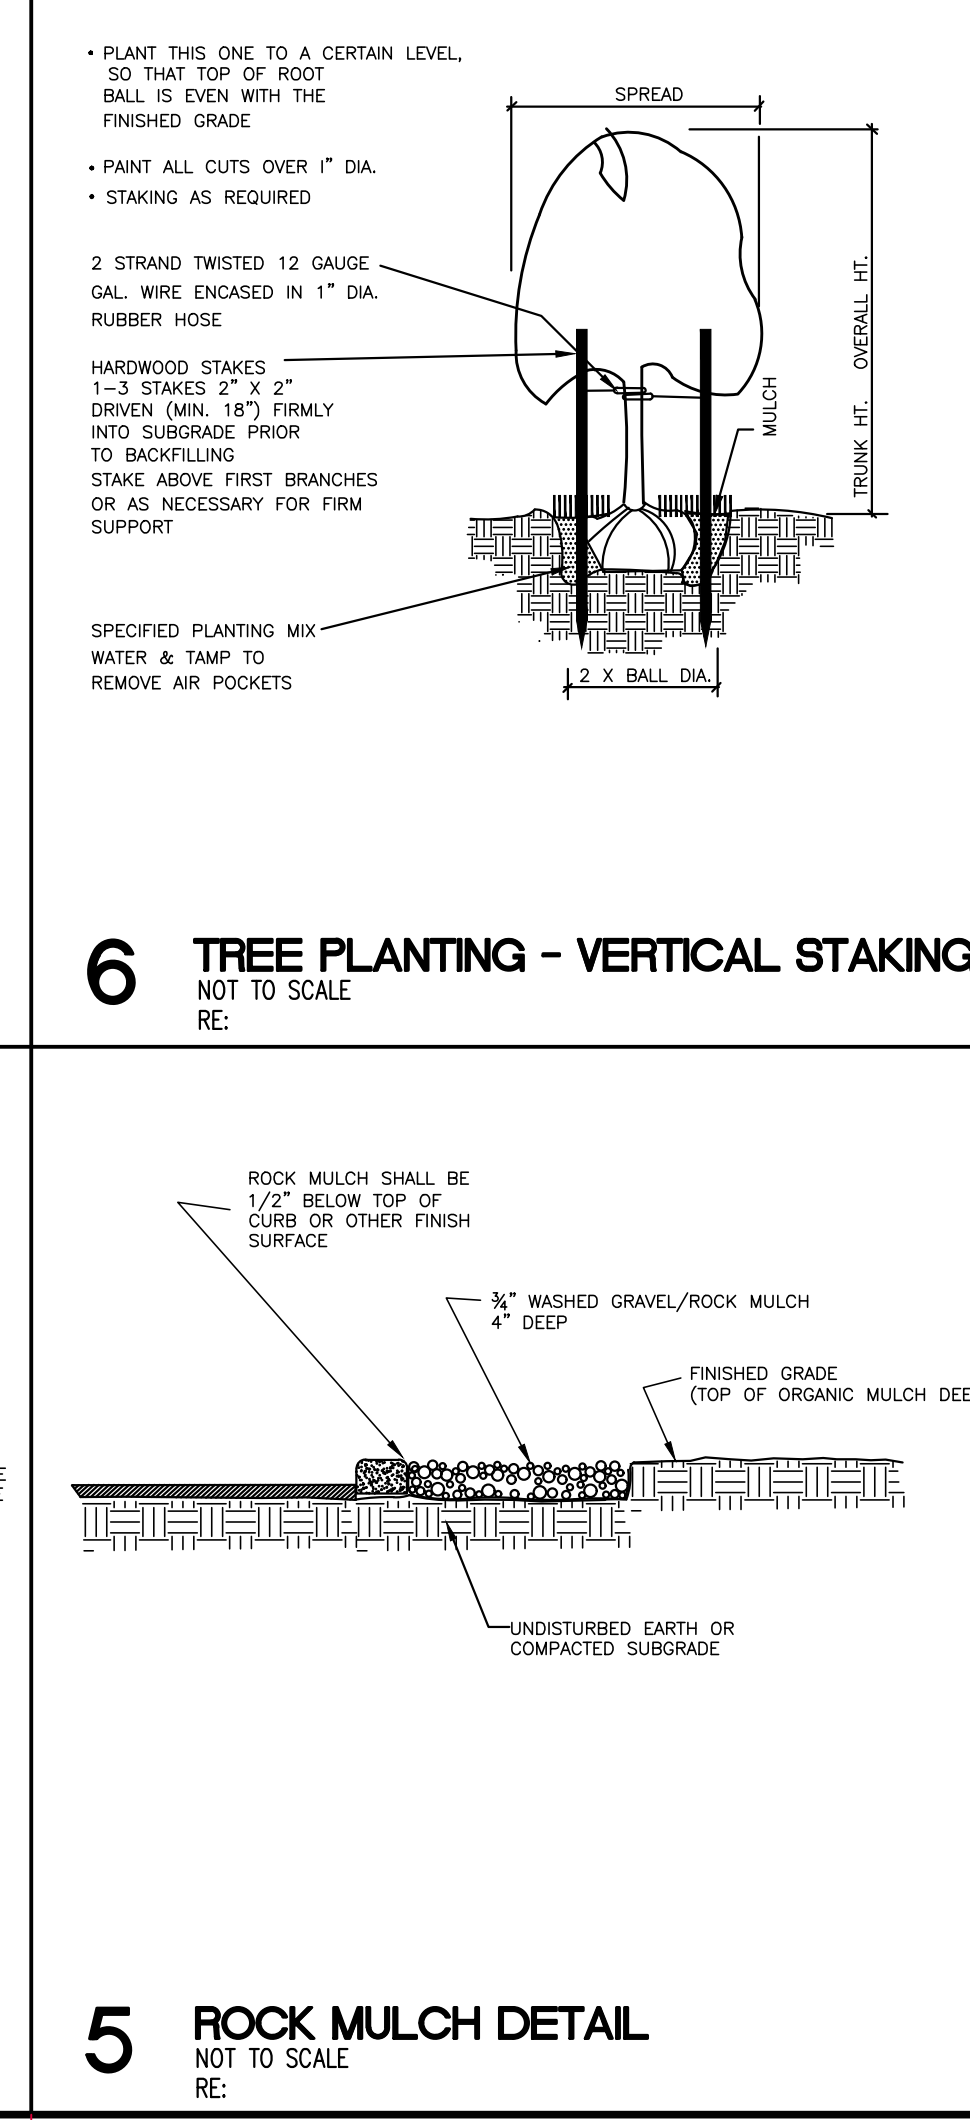 • PLANT THIS ONE TO A CERTAIN LEVEL,
SO THAT TOP OF ROOT
BALL IS EVEN WITH THE
FINISHED GRADE
• PAINT ALL CUTS OVER I" DIA.
• STAKING AS REQUIRED
2 STRAND TWISTED 12 GAUGE
GAL. WIRE ENCASED IN 1" DIA.
RUBBER HOSE
HARDWOOD STAKES
1-3 STAKES 2" X 2"
DRIVEN (MIN. 18") FIRMLY
INTO SUBGRADE PRIOR
TO BACKFILLING
STAKE ABOVE FIRST BRANCHES
OR AS NECESSARY FOR FIRM
SUPPORT
SPECIFIED PLANTING MIX
WATER & TAMP TO
REMOVE AIR POCKETS
SPREAD
MULCH
TRUNK HT.
OVERALL HT.
2 X BALL DIA.
6
TREE PLANTING - VERTICAL STAKING
NOT TO SCALE
RE:
ROCK MULCH SHALL BE
1/2" BELOW TOP OF
CURB OR OTHER FINISH
SURFACE
¾" WASHED GRAVEL/ROCK MULCH
4" DEEP
FINISHED GRADE
(TOP OF ORGANIC MULCH DEE
UNDISTURBED EARTH OR
COMPACTED SUBGRADE
5
ROCK MULCH DETAIL
NOT TO SCALE
RE: